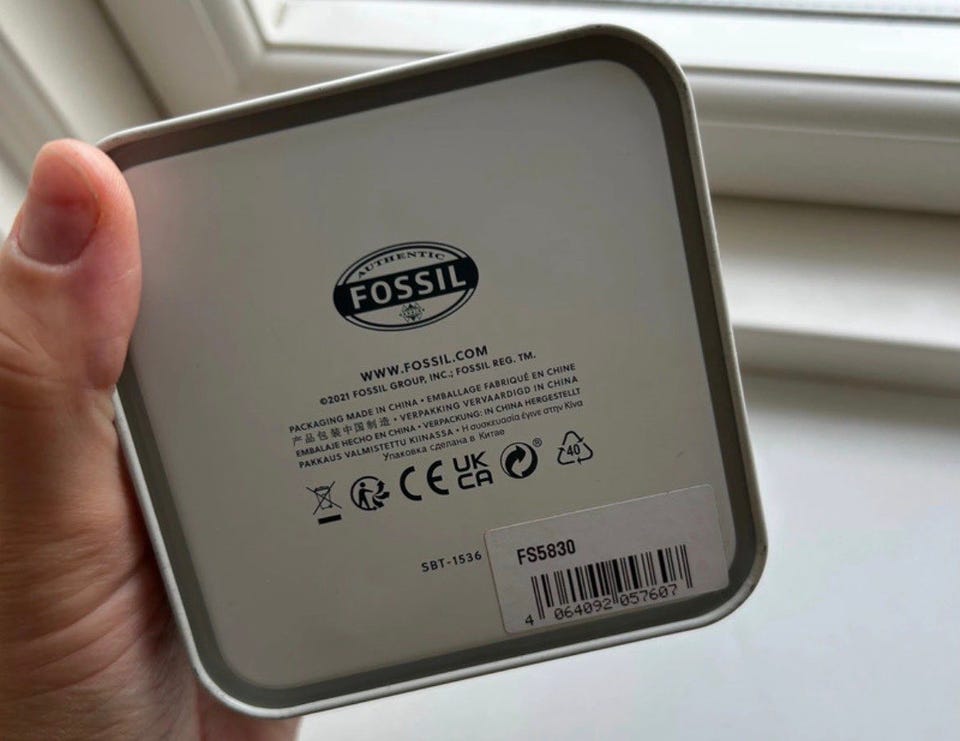 AUTHENTIC
FOSSIL
WWW.FOSSIL.COM
©2021 FOSSIL GROUP, INC.; FOSSIL REG. TM.
PACKAGING MADE IN CHINA • EMBALLAGE FABRIQUÉ EN CHINE
产品包装中国制造 • VERPAKKING VERVAARDIGD IN CHINA
EMBALAJE HECHO EN CHINA • VERPACKUNG: IN CHINA HERGESTELLT
PAKKAUS VALMISTETTU KIINASSA • Η συσκευασία έγινε στην Κίνα
Упаковка сделана в Китае
CE UK CA ® 40
SBT-1536
FS5830
4 064092 057607